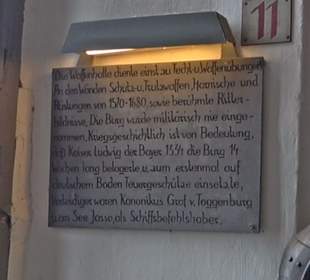 11
Die Waffenhalle diente einst zu Fecht-u.Waffenübungen.
An den Wänden Schutz-u.Trutzwaffen, Harnische und
Rüstungen von 1570-1680, sowie berühmte Ritter-
bildnisse. Die Burg wurde militärisch nie einge-
nommen. Kriegsgeschichtlich ist von Bedeutung,
daß Kaiser Ludwig der Bayer 1334 die Burg 14
Wochen lang belagerte u. zum erstenmal auf
deutschem Boden Feuergeschütze einsetzte.
Verteidiger waren Kanonikus Graf v. Toggenburg
u. am See Jasso, als Schiffsbefehlshaber.